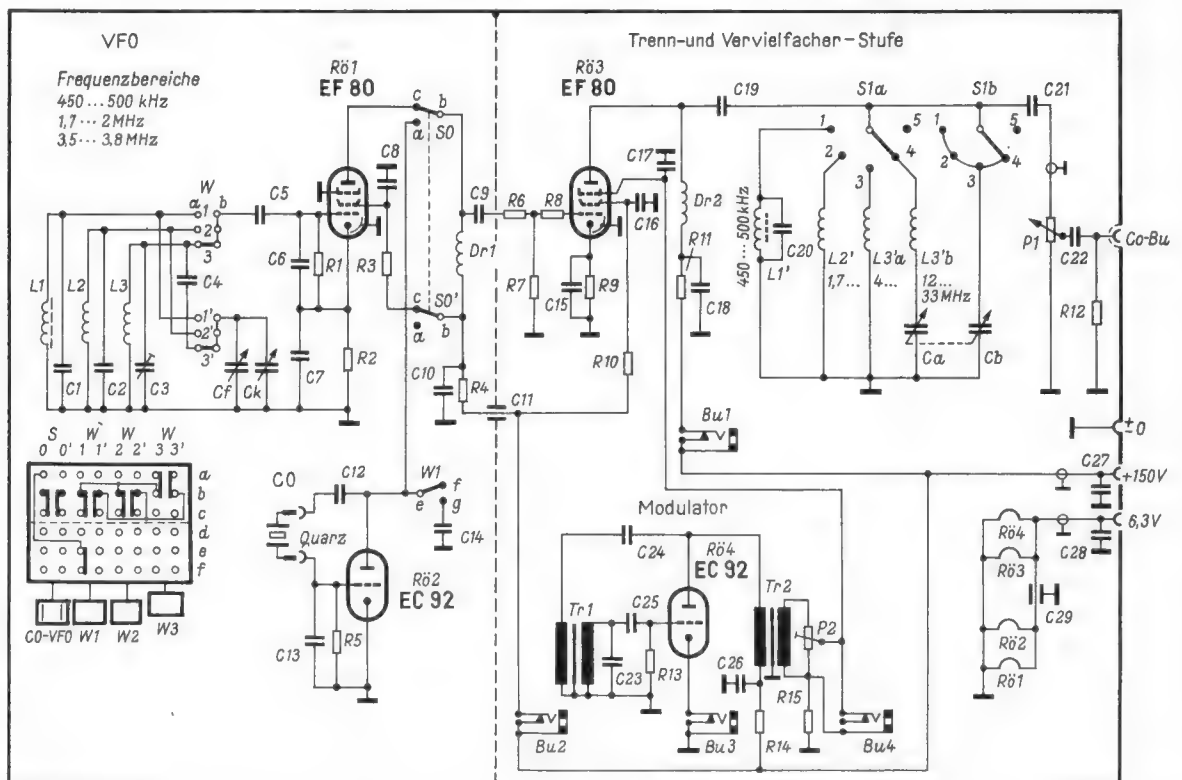 VFO
Trenn-und Vervielfacher-Stufe
Frequenzbereiche
450 ... 500 kHz
1,7 ... 2 MHz
3,5 ... 3,8 MHz
Rö1
EF 80
c
b
a
S0
C8
Rö3
EF 80
C19
S1a
S1b
C21
1
2
3
4
5
1
2
3
4
5
W
a
b
1
2
3
C5
C4
C6
R1
R3
C9
R6
R8
C17
C16
Dr2
R11
C18
450 ... 500 kHz
C20
L1'
L2'
1,7...
L3'a
4...
L3'b
12...
33 MHz
P1
C22
Co-Bu
R12
L1
L2
L3
1'
2'
3'
Dr1
c
S0'
b
a
R7
C15
R9
R10
Ca
Cb
C1
C2
C3
Cf
Ck
C7
R2
C10
R4
C11
Bu1
±0
C27
+150V
6,3V
C28
S W W W
0 0' 1 1' 2 2' 3 3'
a
b
c
d
e
f
C0-VFO
W1
W2
W3
C0
Quarz
C12
W1
e
f
g
C14
Rö2
EC 92
C13
R5
Modulator
C24
Rö4
EC 92
Tr1
C25
C23
R13
Tr2
P2
C26
R14
R15
Bu2
Bu3
Bu4
Rö4
Rö3
Rö2
Rö1
C29